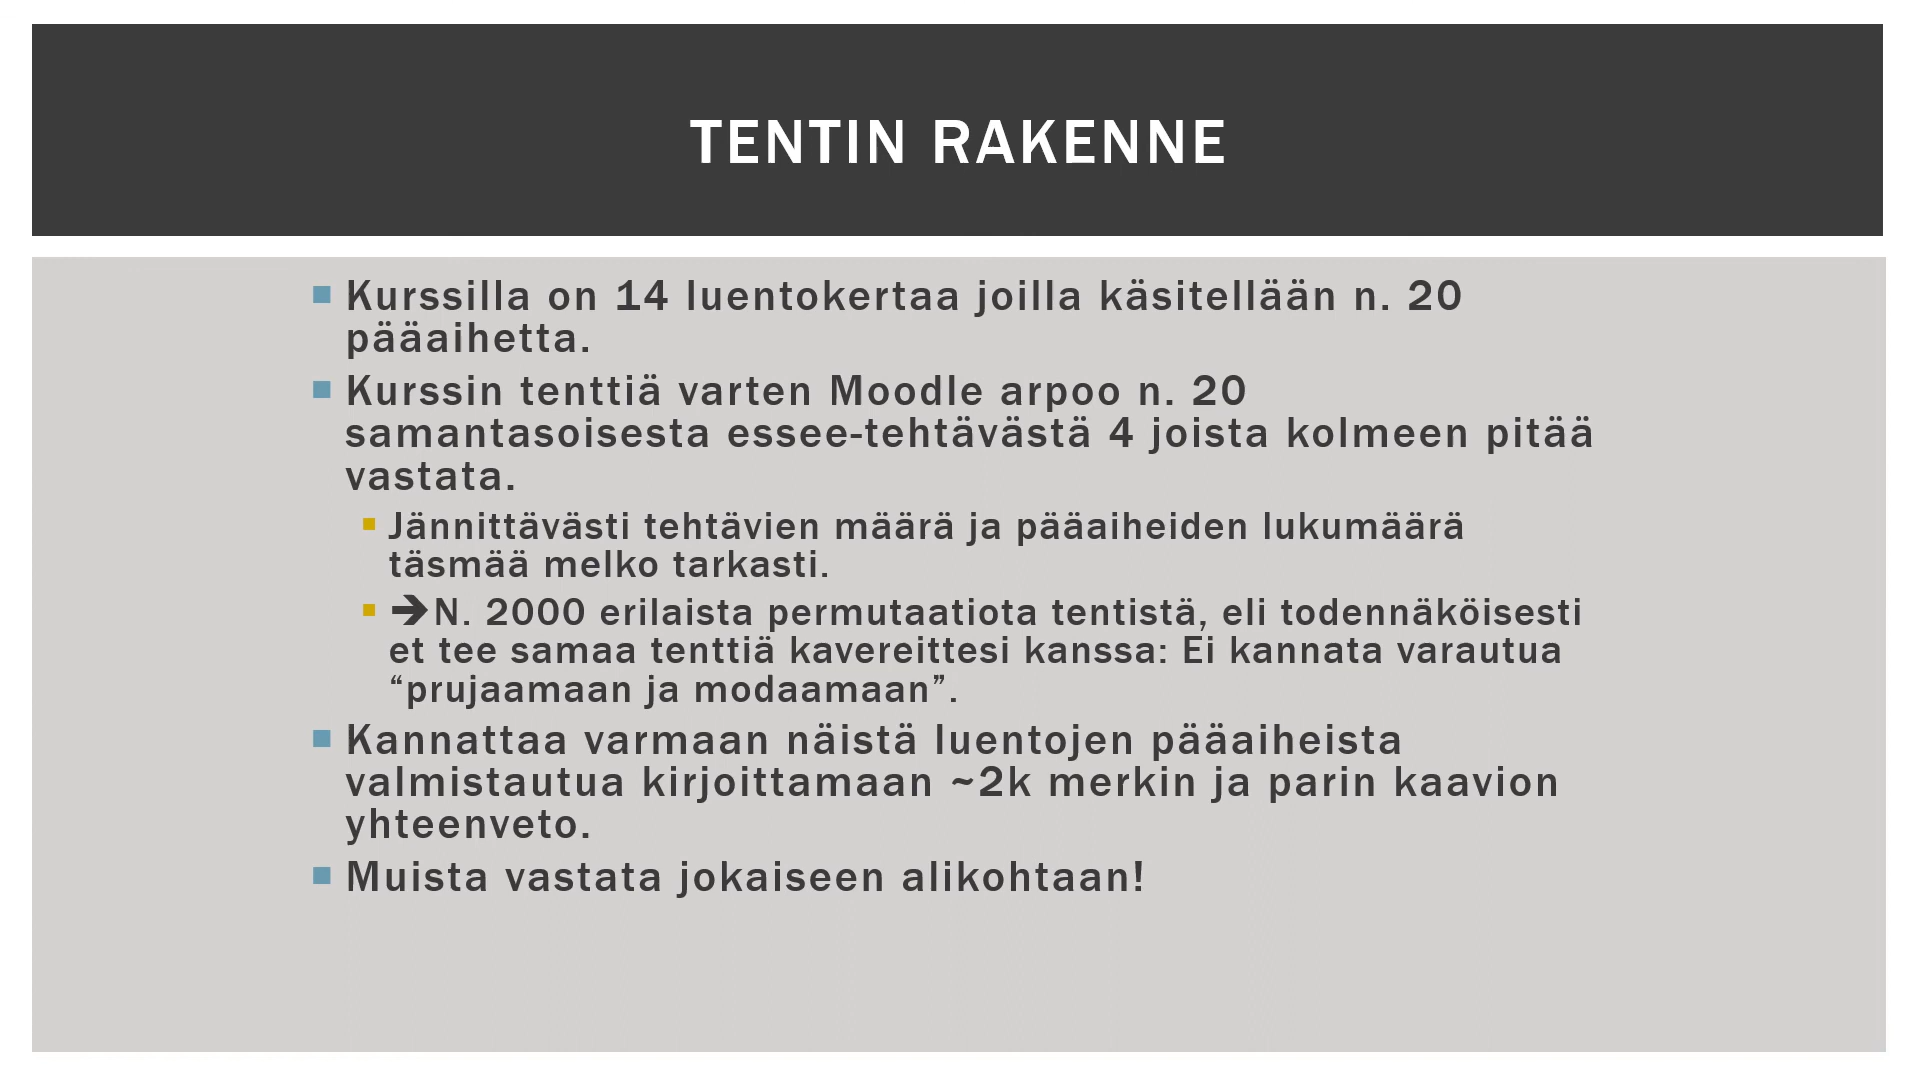 TENTIN RAKENNE
Kurssilla on 14 luentokertaa joilla käsitellään n. 20
pääaihetta.
Kurssin tenttiä varten Moodle arpoo n. 20
samantasoisesta essee-tehtävästä 4 joista kolmeen pitää
vastata.
Jännittävästi tehtävien määrä ja pääaiheiden lukumäärä
täsmää melko tarkasti.
➔N. 2000 erilaista permutaatiota tentistä, eli todennäköisesti
et tee samaa tenttiä kavereittesi kanssa: Ei kannata varautua
“prujaamaan ja modaamaan”.
Kannattaa varmaan näistä luentojen pääaiheista
valmistautua kirjoittamaan ~2k merkin ja parin kaavion
yhteenveto.
Muista vastata jokaiseen alikohtaan!